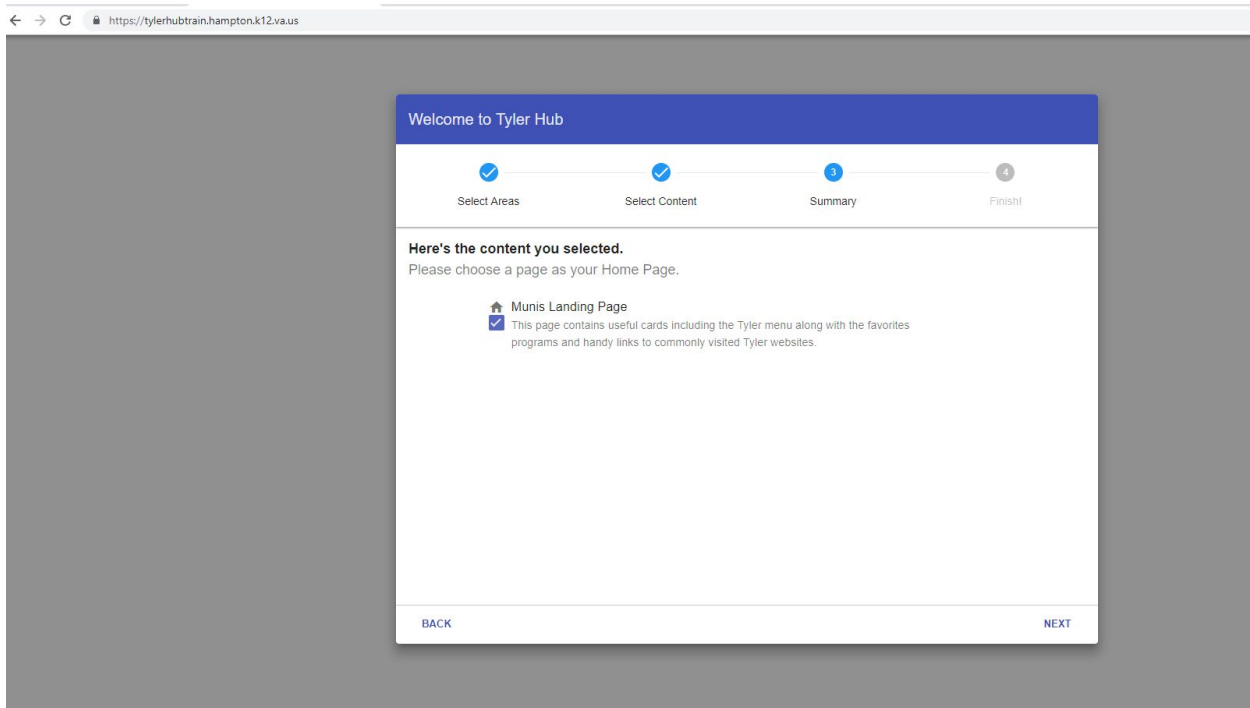 https://tylerhubtrain.hampton.k12.va.us
Welcome to Tyler Hub
3
4
Select Areas
Select Content
Summary
Finish!
Here's the content you selected.
Please choose a page as your Home Page.
Munis Landing Page
This page contains useful cards including the Tyler menu along with the favorites
programs and handy links to commonly visited Tyler websites.
BACK
NEXT